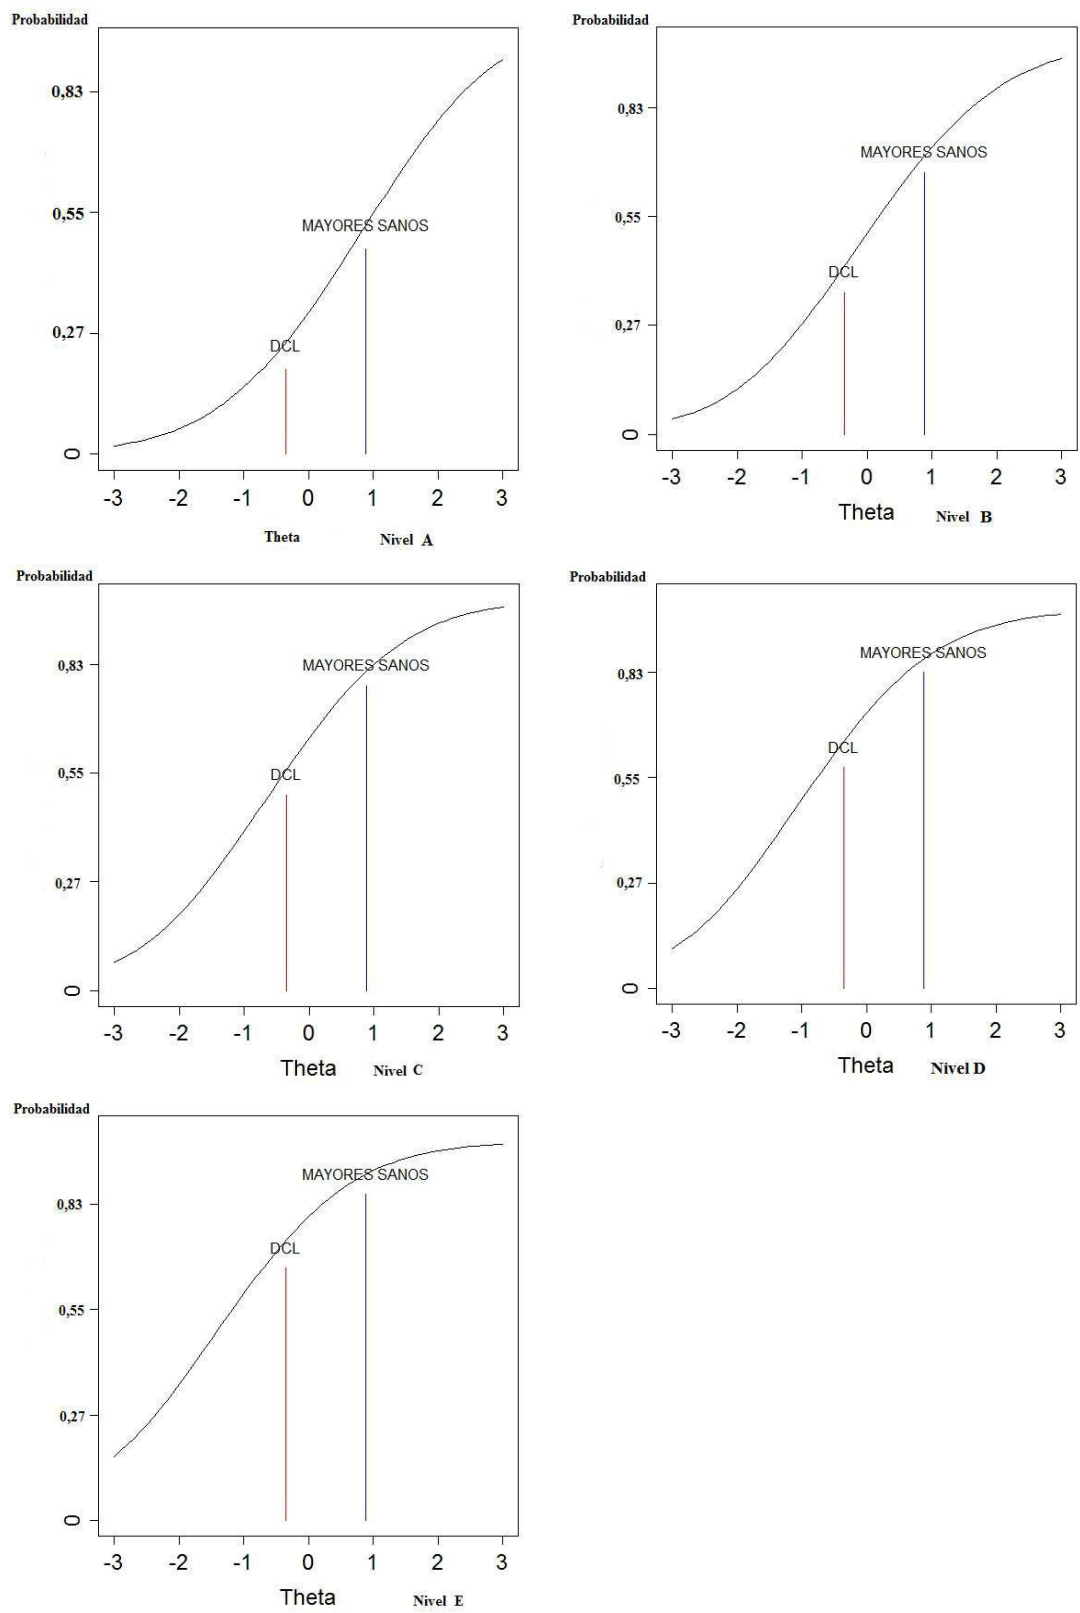 Probabilidad
0,83
0,55
0,27
0
MAYORES SANOS
DCL
-3 -2 -1 0 1 2 3
Theta Nivel A
Probabilidad
0,83
0,55
0,27
0
MAYORES SANOS
DCL
-3 -2 -1 0 1 2 3
Theta Nivel B
Probabilidad
0,83
0,55
0,27
0
MAYORES SANOS
DCL
-3 -2 -1 0 1 2 3
Theta Nivel C
Probabilidad
0,83
0,55
0,27
0
MAYORES SANOS
DCL
-3 -2 -1 0 1 2 3
Theta Nivel D
Probabilidad
0,83
0,55
0,27
0
MAYORES SANOS
DCL
-3 -2 -1 0 1 2 3
Theta Nivel E